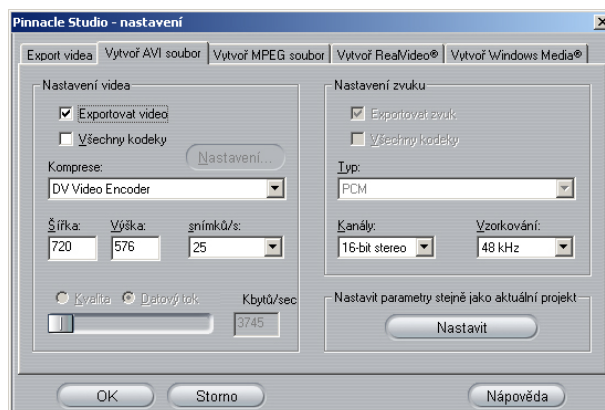 Pinnacle Studio - nastavení
Export videa
Vytvoř AVI soubor
Vytvoř MPEG soubor
Vytvoř RealVideo®
Vytvoř Windows Media®
Nastavení videa
Exportovat video
Všechny kodeky
Nastavení...
Komprese:
DV Video Encoder
Šířka:
Výška:
snímků/s:
720
576
25
Kvalita
Datový tok
Kbytů/sec
3745
Nastavení zvuku
Exportovat zvuk
Všechny kodeky
Typ:
PCM
Kanály:
Vzorkování:
16-bit stereo
48 kHz
Nastavit parametry stejně jako aktuální projekt
Nastavit
OK
Storno
Nápověda